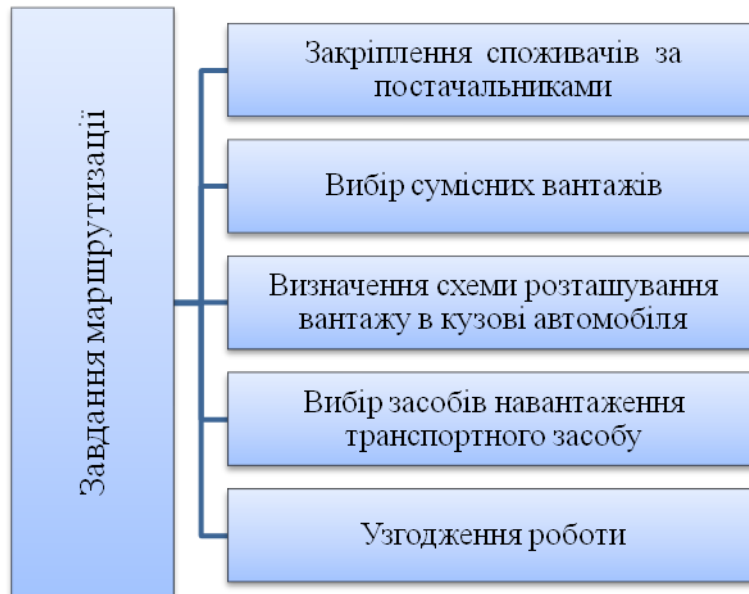 Завдання маршрутизації
Закріплення споживачів за
постачальниками
Вибір сумісних вантажів
Визначення схеми розташування
вантажу в кузові автомобіля
Вибір засобів навантаження
транспортного засобу
Узгодження роботи